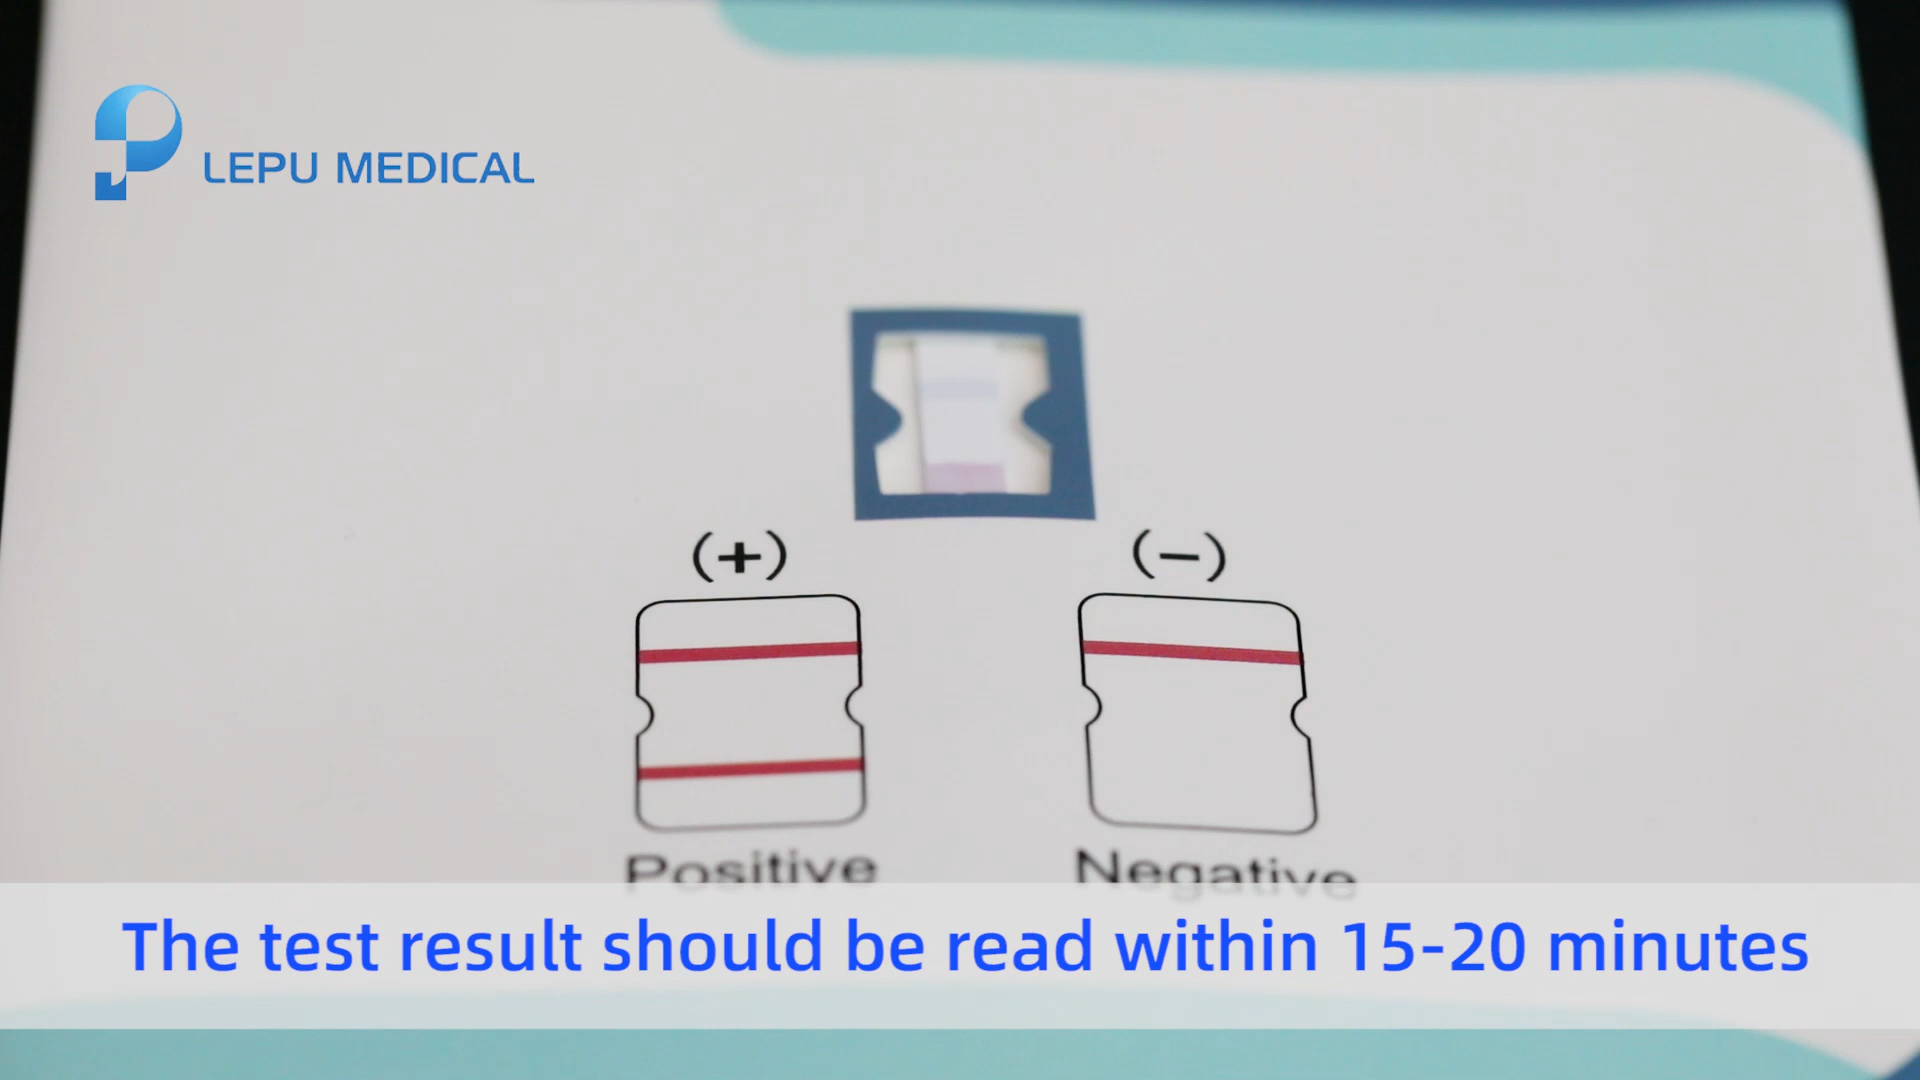 LEPU MEDICAL
(+) (−)
Positive Negative
The test result should be read within 15-20 minutes